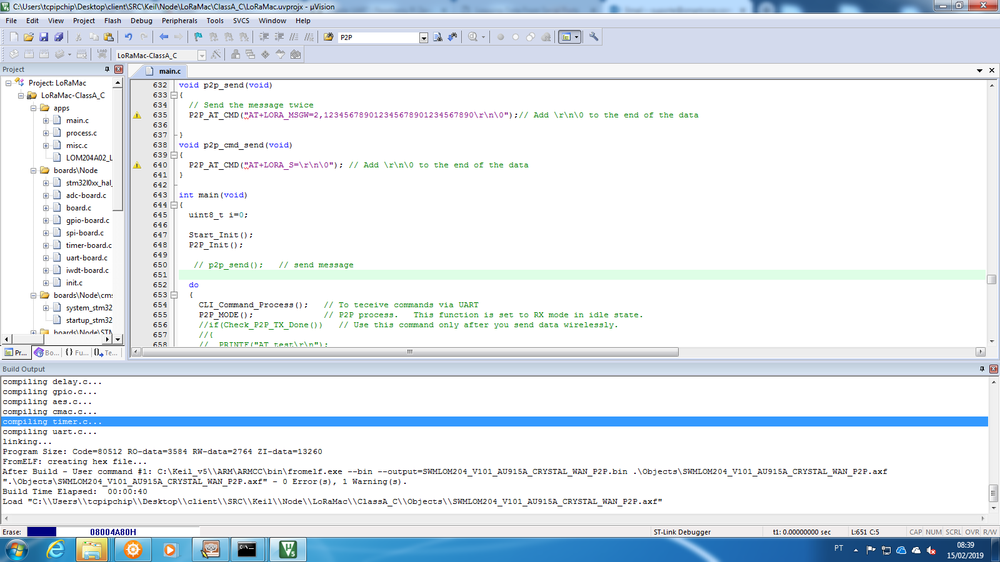 C:\Users\tcpipchip\Desktop\client\SRC\Keil\Node\LoRaMac\ClassA_C\LoRaMac.uvprojx - µVision
File Edit View Project Flash Debug Peripherals Tools SVCS Window Help
P2P
LOAD
LoRaMac-ClassA_C
Project
main.c
Project: LoRaMac
LoRaMac-ClassA_C
apps
main.c
process.c
misc.c
LOM204A02_L
boards\Node
stm32l0xx_hal_
adc-board.c
board.c
gpio-board.c
spi-board.c
timer-board.c
uart-board.c
iwdt-board.c
init.c
boards\Node\cms
system_stm32
startup_stm32
boards\Node\STM
Pr... Bo... {} Fu... Te...
632 void p2p_send(void)
633 {
634 // Send the message twice
635 P2P_AT_CMD("AT+LORA_MSGW=2,123456789012345678901234567890\r\n\0");// Add \r\n\0 to the end of the data
636
637 }
638 void p2p_cmd_send(void)
639 {
640 P2P_AT_CMD("AT+LORA_S=\r\n\0"); // Add \r\n\0 to the end of the data
641 }
642
643 int main(void)
644 {
645 uint8_t i=0;
646
647 Start_Init();
648 P2P_Init();
649
650 // p2p_send(); // send message
651
652 do
653 {
654 CLI_Command_Process(); // To teceive commands via UART
655 P2P_MODE(); // P2P process. This function is set to RX mode in idle state.
656 //if(Check_P2P_TX_Done()) // Use this command only after you send data wirelessly.
657 //{
658 // PRINTF("AT test\r\n");
Build Output
compiling delay.c...
compiling gpio.c...
compiling aes.c...
compiling cmac.c...
compiling timer.c...
compiling uart.c...
linking...
Program Size: Code=80512 RO-data=3584 RW-data=2764 ZI-data=13260
FromELF: creating hex file...
After Build - User command #1: C:\Keil_v5\\ARM\ARMCC\bin\fromelf.exe --bin --output=SWMLOM204_V101_AU915A_CRYSTAL_WAN_P2P.bin .\Objects\SWMLOM204_V101_AU915A_CRYSTAL_WAN_P2P.axf
".\Objects\SWMLOM204_V101_AU915A_CRYSTAL_WAN_P2P.axf" - 0 Error(s), 1 Warning(s).
Build Time Elapsed: 00:00:40
Load "C:\\Users\\tcpipchip\\Desktop\\client\\SRC\\Keil\\Node\\LoRaMac\\ClassA_C\\Objects\\SWMLOM204_V101_AU915A_CRYSTAL_WAN_P2P.axf"
Erase: 08004A80H ST-Link Debugger t1: 0.00000000 sec L:651 C:5 CAP NUM SCRL OVR R/W
PT 08:39
15/02/2019